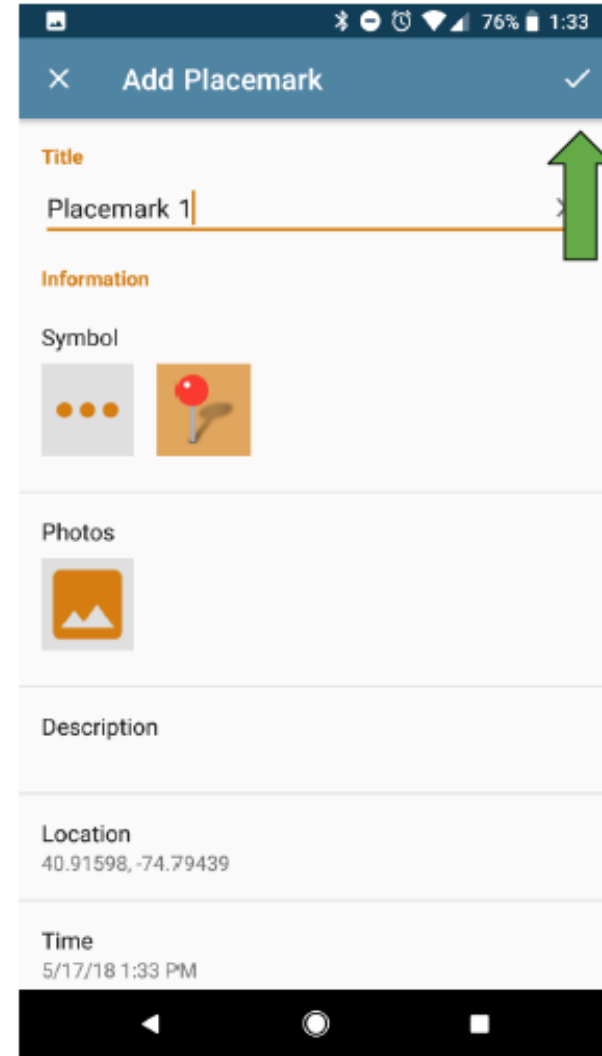 76% 1:33
Add Placemark
Title
Placemark 1
Information
Symbol
Photos
Description
Location
40.91598, -74.79439
Time
5/17/18 1:33 PM